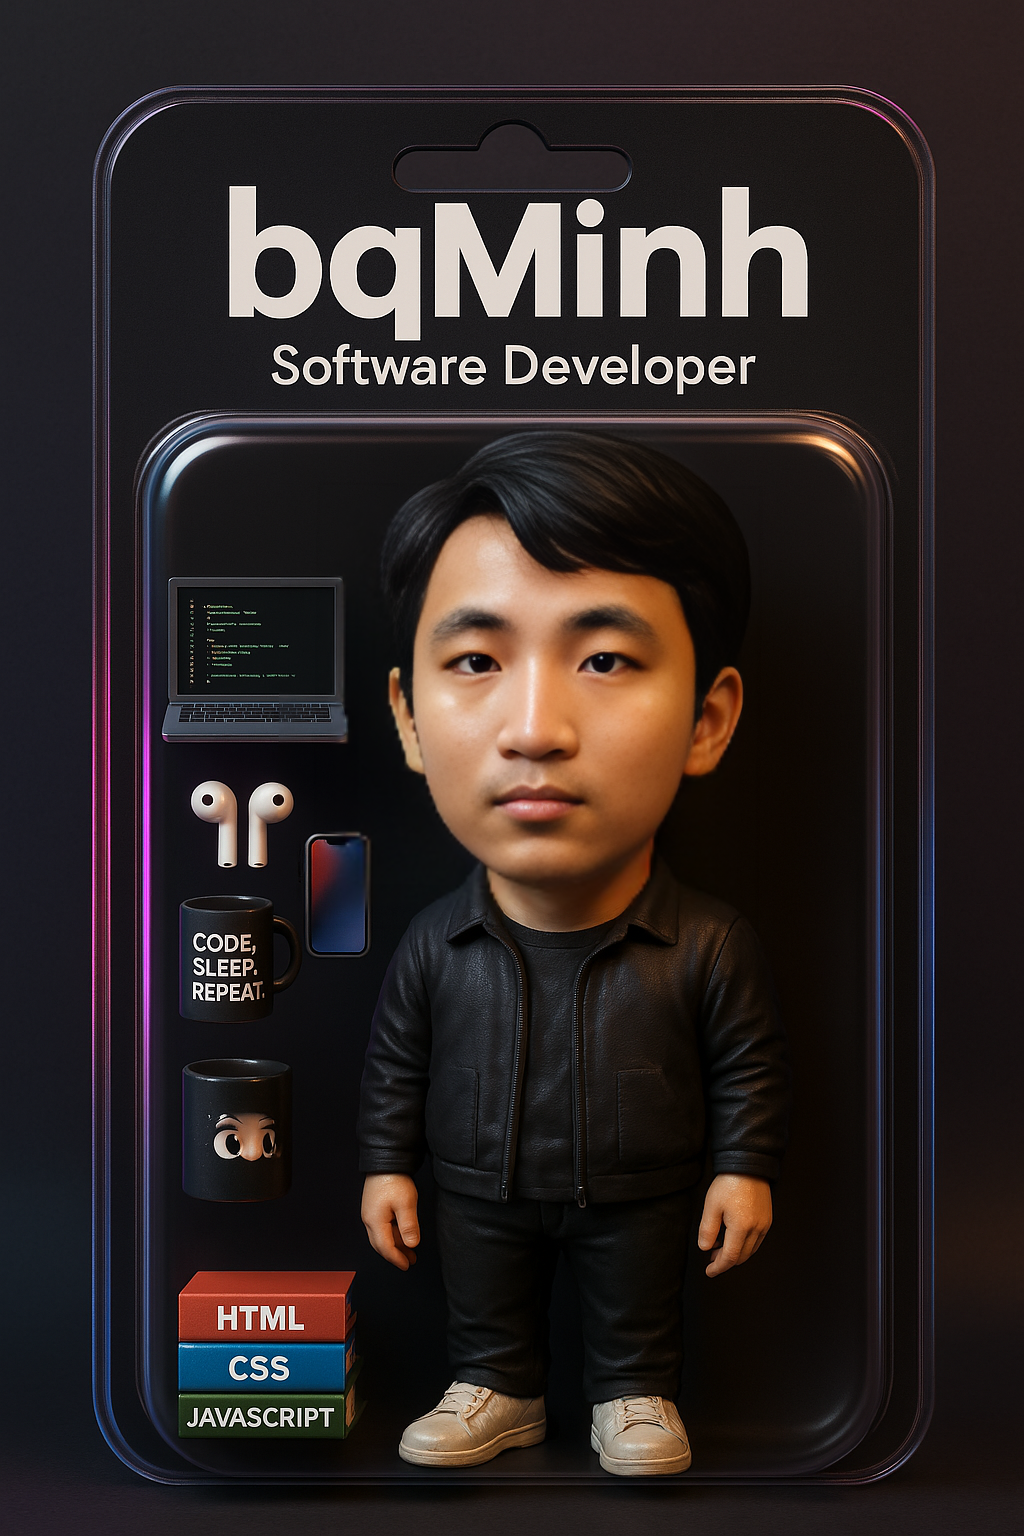 bqMinh
Software Developer
CODE,
SLEEP.
REPEAT.
HTML
CSS
JAVASCRIPT